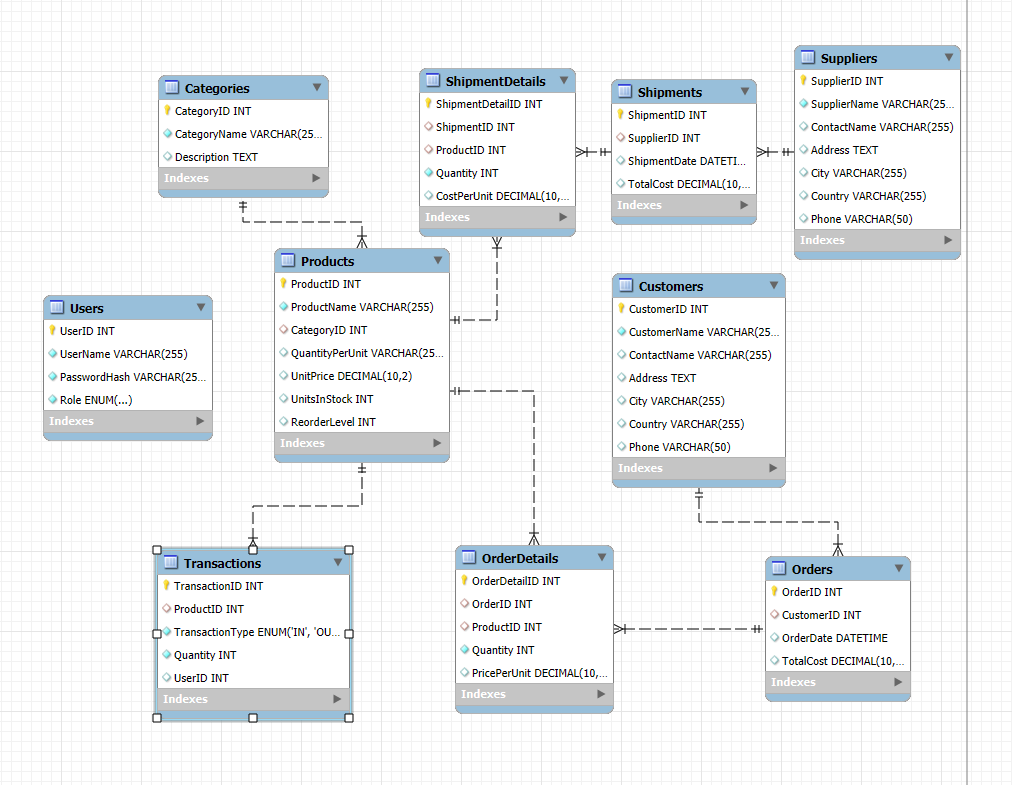 Categories
CategoryID INT
CategoryName VARCHAR(25...
Description TEXT
Indexes
ShipmentDetails
ShipmentDetailID INT
ShipmentID INT
ProductID INT
Quantity INT
CostPerUnit DECIMAL(10,...
Indexes
Shipments
ShipmentID INT
SupplierID INT
ShipmentDate DATETI...
TotalCost DECIMAL(10,...
Indexes
Suppliers
SupplierID INT
SupplierName VARCHAR(25...
ContactName VARCHAR(255)
Address TEXT
City VARCHAR(255)
Country VARCHAR(255)
Phone VARCHAR(50)
Indexes
Users
UserID INT
UserName VARCHAR(255)
PasswordHash VARCHAR(25...
Role ENUM(...)
Indexes
Products
ProductID INT
ProductName VARCHAR(255)
CategoryID INT
QuantityPerUnit VARCHAR(25...
UnitPrice DECIMAL(10,2)
UnitsInStock INT
ReorderLevel INT
Indexes
Customers
CustomerID INT
CustomerName VARCHAR(25...
ContactName VARCHAR(255)
Address TEXT
City VARCHAR(255)
Country VARCHAR(255)
Phone VARCHAR(50)
Indexes
Transactions
TransactionID INT
ProductID INT
TransactionType ENUM('IN', 'OU...
Quantity INT
UserID INT
Indexes
OrderDetails
OrderDetailID INT
OrderID INT
ProductID INT
Quantity INT
PricePerUnit DECIMAL(10,...
Indexes
Orders
OrderID INT
CustomerID INT
OrderDate DATETIME
TotalCost DECIMAL(10,...
Indexes